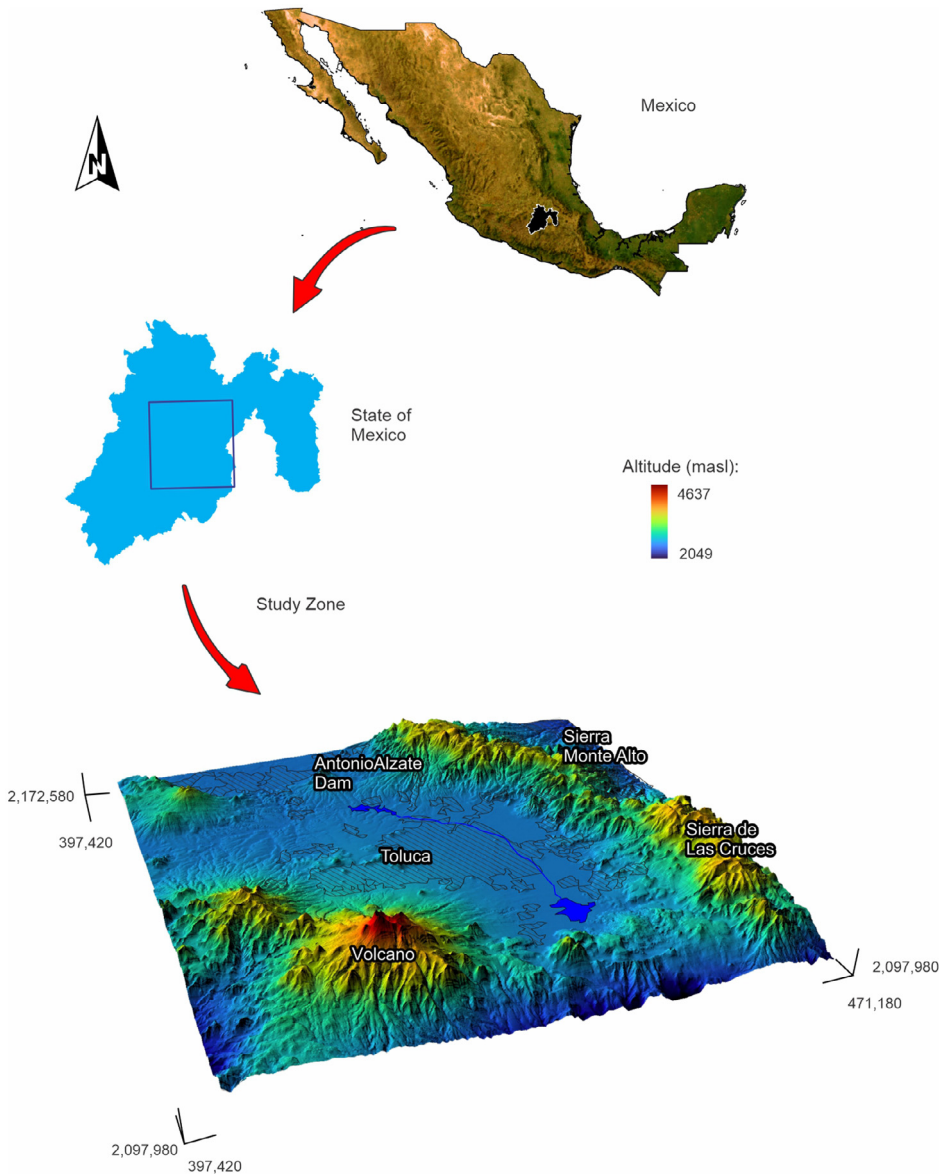 Mexico
N
State of
Mexico
Altitude (masl):
4637
2049
Study Zone
Sierra
Monte Alto
AntonioAlzate
Dam
2,172,580
397,420
Sierra de
Las Cruces
Toluca
Volcano
2,097,980
471,180
2,097,980
397,420